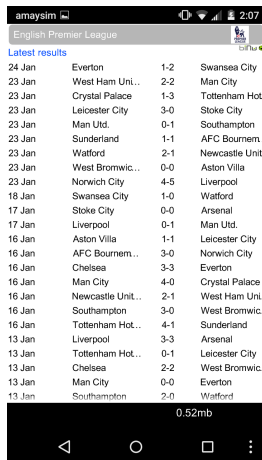 amaysim 2:07
English Premier League
binu
Latest results
24 Jan Everton 1-2 Swansea City
23 Jan West Ham Uni... 2-2 Man City
23 Jan Crystal Palace 1-3 Tottenham Hot
23 Jan Leicester City 3-0 Stoke City
23 Jan Man Utd. 0-1 Southampton
23 Jan Sunderland 1-1 AFC Bournem
23 Jan Watford 2-1 Newcastle Unit
23 Jan West Bromwic... 0-0 Aston Villa
23 Jan Norwich City 4-5 Liverpool
18 Jan Swansea City 1-0 Watford
17 Jan Stoke City 0-0 Arsenal
17 Jan Liverpool 0-1 Man Utd.
16 Jan Aston Villa 1-1 Leicester City
16 Jan AFC Bournem... 3-0 Norwich City
16 Jan Chelsea 3-3 Everton
16 Jan Man City 4-0 Crystal Palace
16 Jan Newcastle Unit... 2-1 West Ham Uni
16 Jan Southampton 3-0 West Bromwic
16 Jan Tottenham Hot... 4-1 Sunderland
13 Jan Liverpool 3-3 Arsenal
13 Jan Tottenham Hot... 0-1 Leicester City
13 Jan Chelsea 2-2 West Bromwic
13 Jan Man City 0-0 Everton
13 Jan Southampton 2-0 Watford
0.52mb